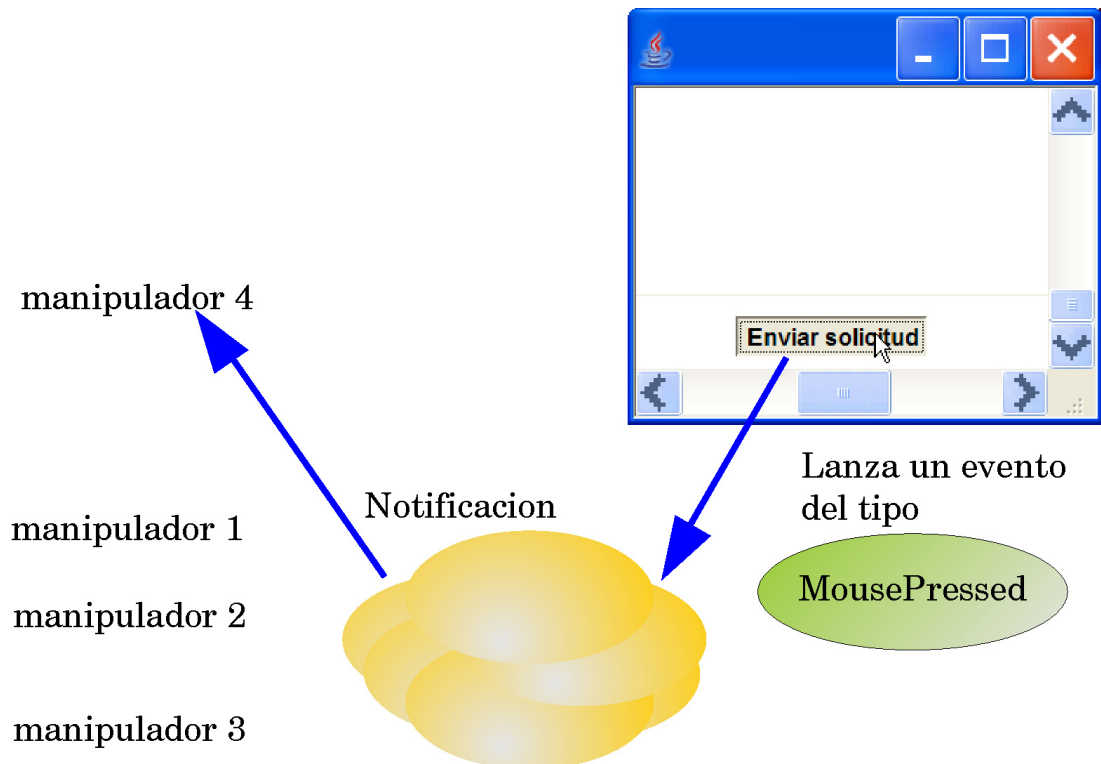 Enviar solicitud
manipulador 4
Lanza un evento
del tipo
MousePressed
Notificacion
manipulador 1
manipulador 2
manipulador 3